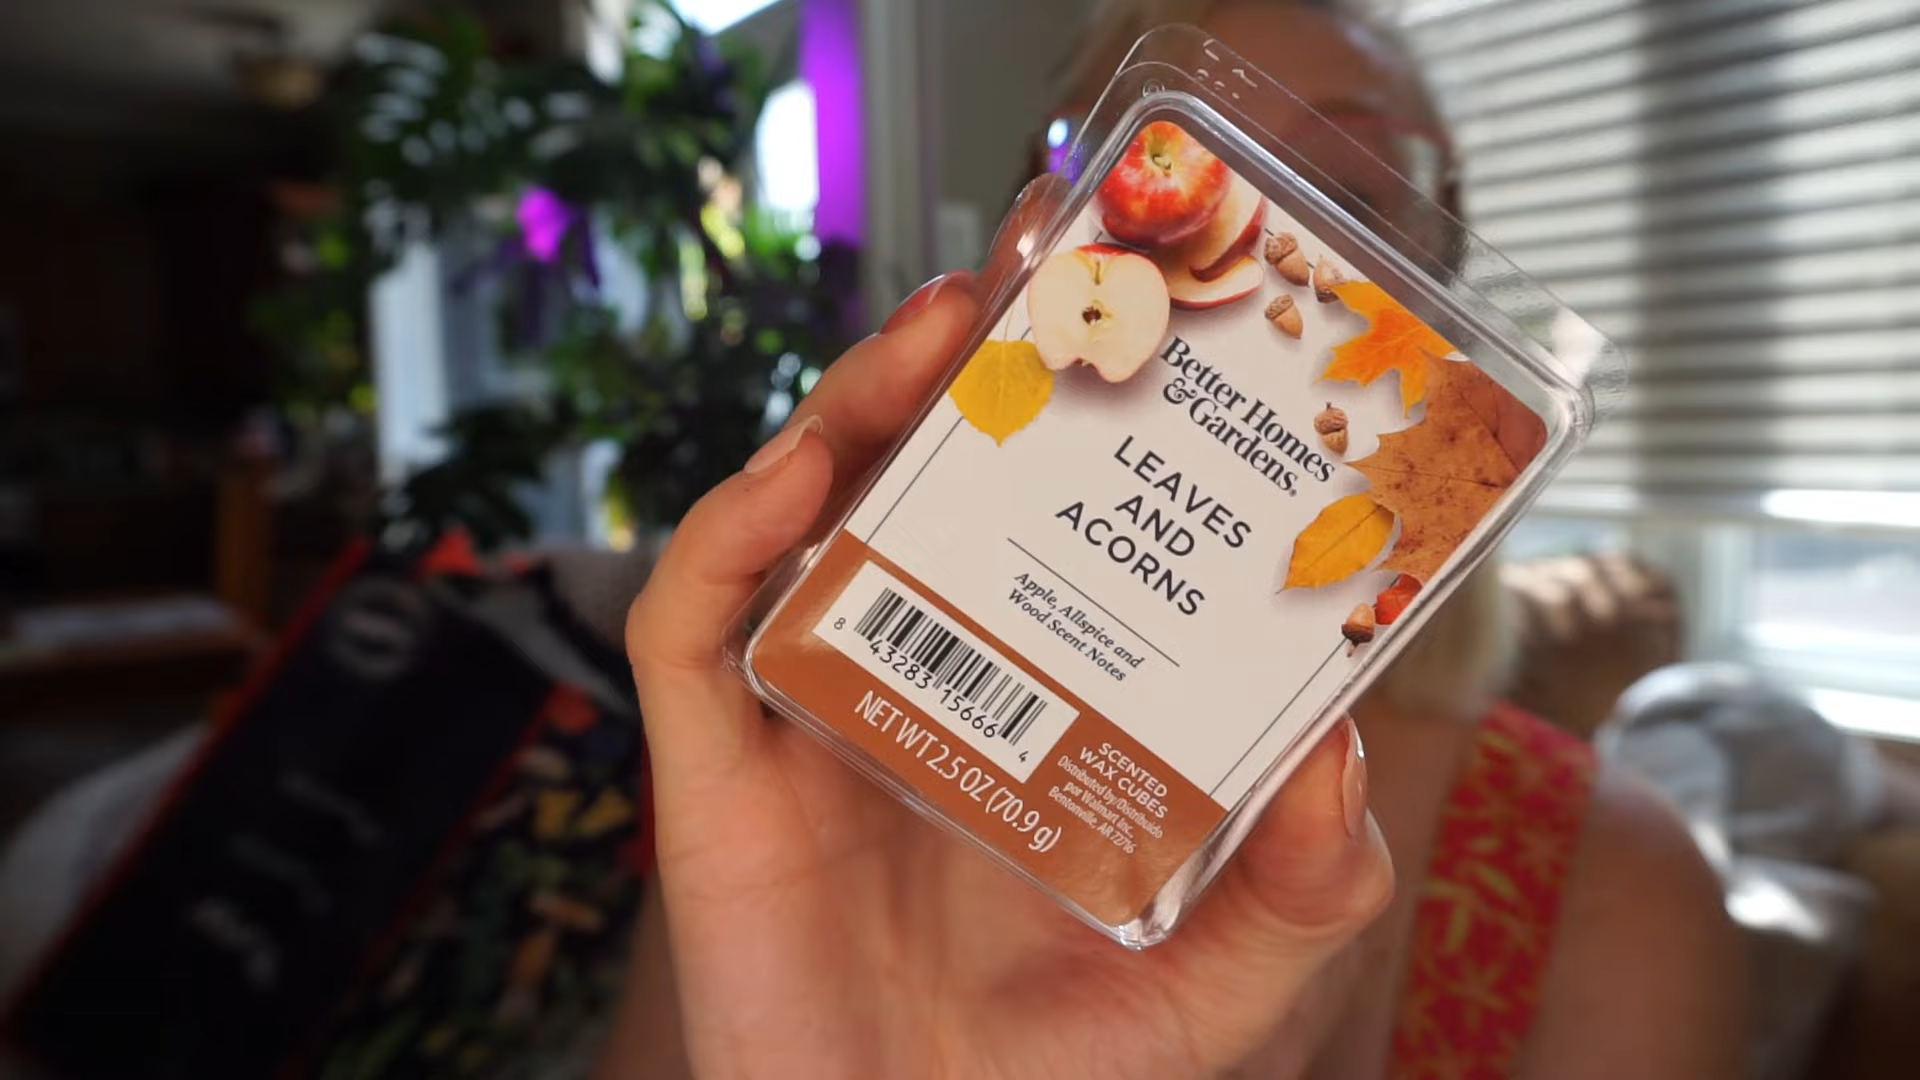 Better Homes
& Gardens®
LEAVES
AND
ACORNS
Apple, Allspice and
Wood Scent Notes
8 43283 15666 4
NET WT 2.5 OZ (70.9 g)
SCENTED
WAX CUBES
Distributed by/Distribuido
por Walmart Inc.,
Bentonville, AR 72716